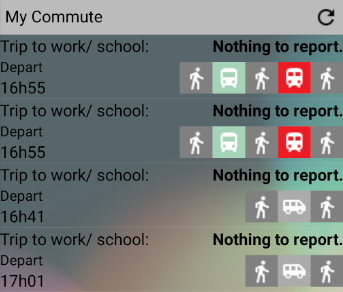 My Commute
Trip to work/ school: Nothing to report.
Depart
16h55
Trip to work/ school: Nothing to report.
Depart
16h55
Trip to work/ school: Nothing to report.
Depart
16h41
Trip to work/ school: Nothing to report.
Depart
17h01